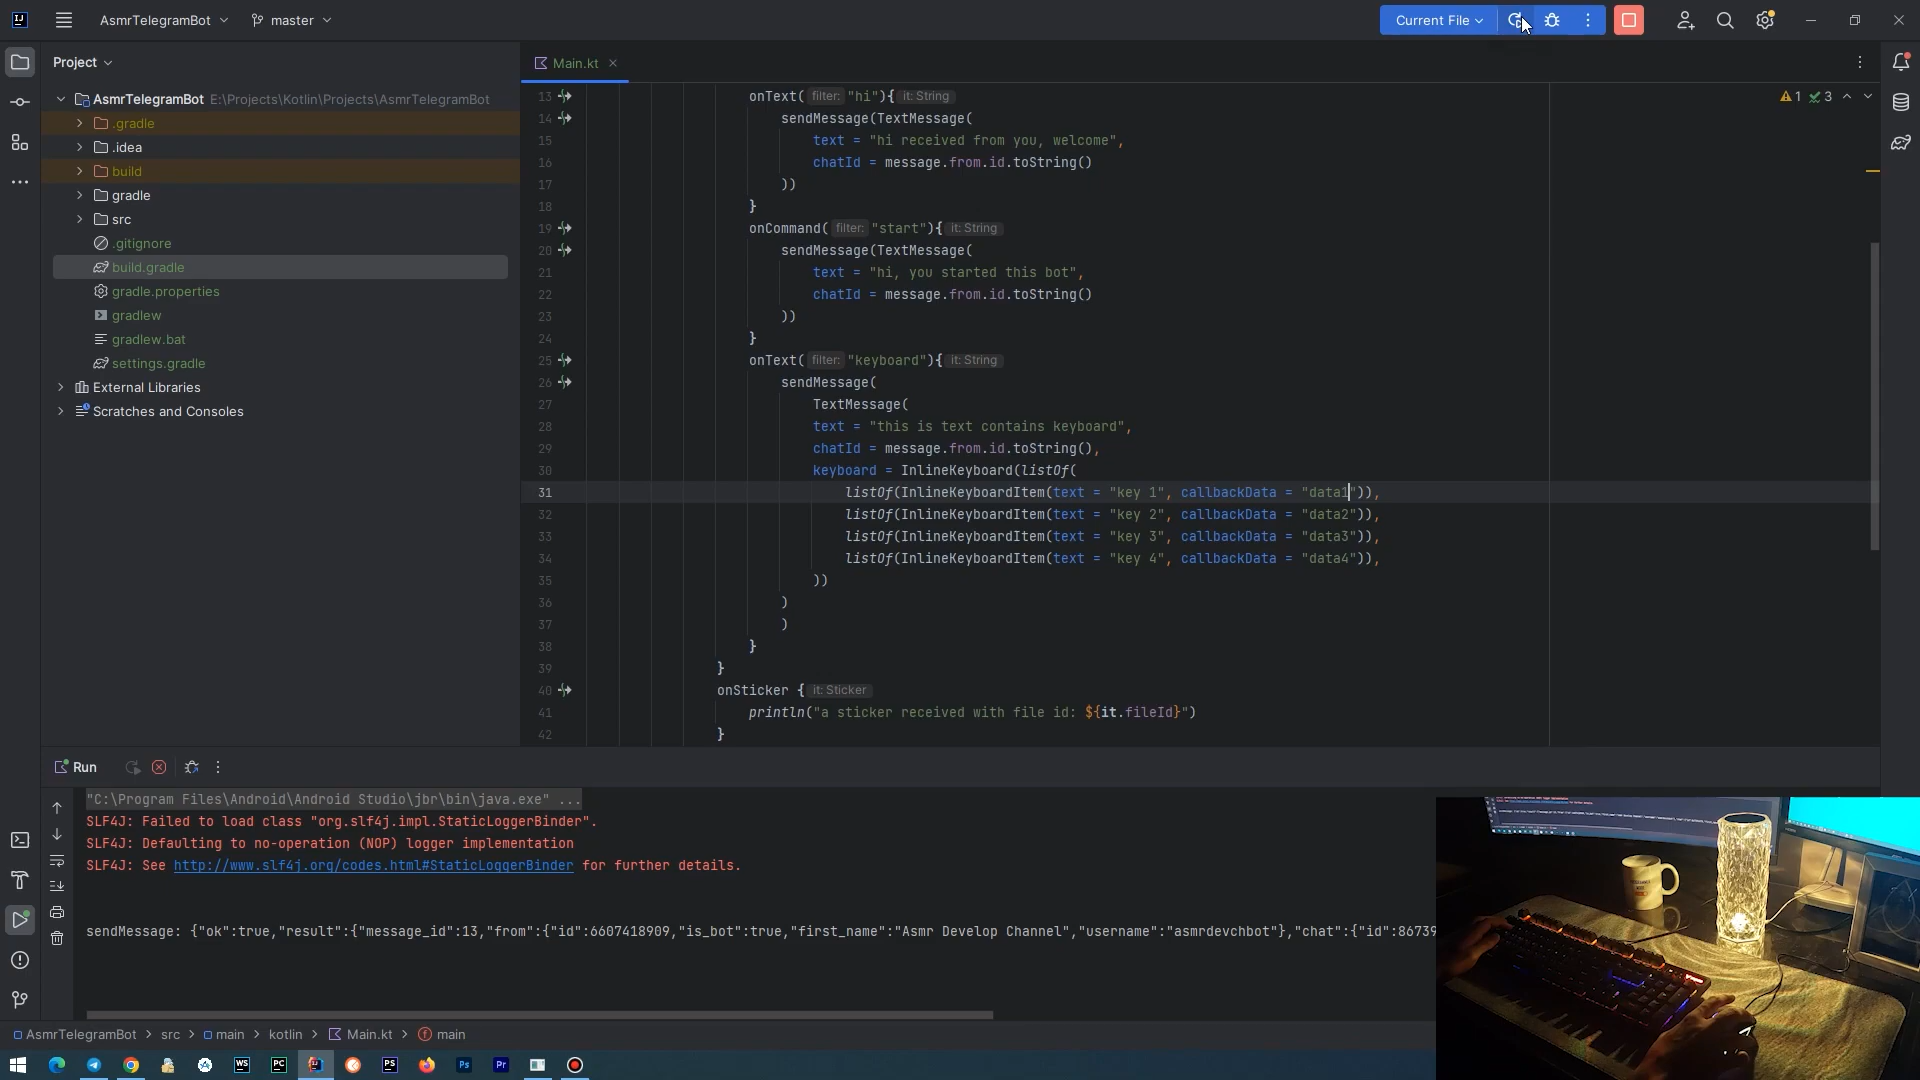 AsmrTelegramBot
master
Current File
Project
Main.kt
AsmrTelegramBot E:\Projects\Kotlin\Projects\AsmrTelegramBot
.gradle
.idea
build
gradle
src
.gitignore
build.gradle
gradle.properties
gradlew
gradlew.bat
settings.gradle
External Libraries
Scratches and Consoles
1 3
13 onText( filter: "hi"){ it: String
14 sendMessage(TextMessage(
15 text = "hi received from you, welcome",
16 chatId = message.from.id.toString()
17 ))
18 }
19 onCommand( filter: "start"){ it: String
20 sendMessage(TextMessage(
21 text = "hi, you started this bot",
22 chatId = message.from.id.toString()
23 ))
24 }
25 onText( filter: "keyboard"){ it: String
26 sendMessage(
27 TextMessage(
28 text = "this is text contains keyboard",
29 chatId = message.from.id.toString(),
30 keyboard = InlineKeyboard(listOf(
31 listOf(InlineKeyboardItem(text = "key 1", callbackData = "data1")),
32 listOf(InlineKeyboardItem(text = "key 2", callbackData = "data2")),
33 listOf(InlineKeyboardItem(text = "key 3", callbackData = "data3")),
34 listOf(InlineKeyboardItem(text = "key 4", callbackData = "data4")),
35 ))
36 )
37 )
38 }
39 }
40 onSticker { it: Sticker
41 println("a sticker received with file id: ${it.fileId}")
42 }
Run
"C:\Program Files\Android\Android Studio\jbr\bin\java.exe" ...
SLF4J: Failed to load class "org.slf4j.impl.StaticLoggerBinder".
SLF4J: Defaulting to no-operation (NOP) logger implementation
SLF4J: See http://www.slf4j.org/codes.html#StaticLoggerBinder for further details.
sendMessage: {"ok":true,"result":{"message_id":13,"from":{"id":6607418909,"is_bot":true,"first_name":"Asmr Develop Channel","username":"asmrdevchbot"},"chat":{"id":86739
AsmrTelegramBot > src > main > kotlin > Main.kt > main